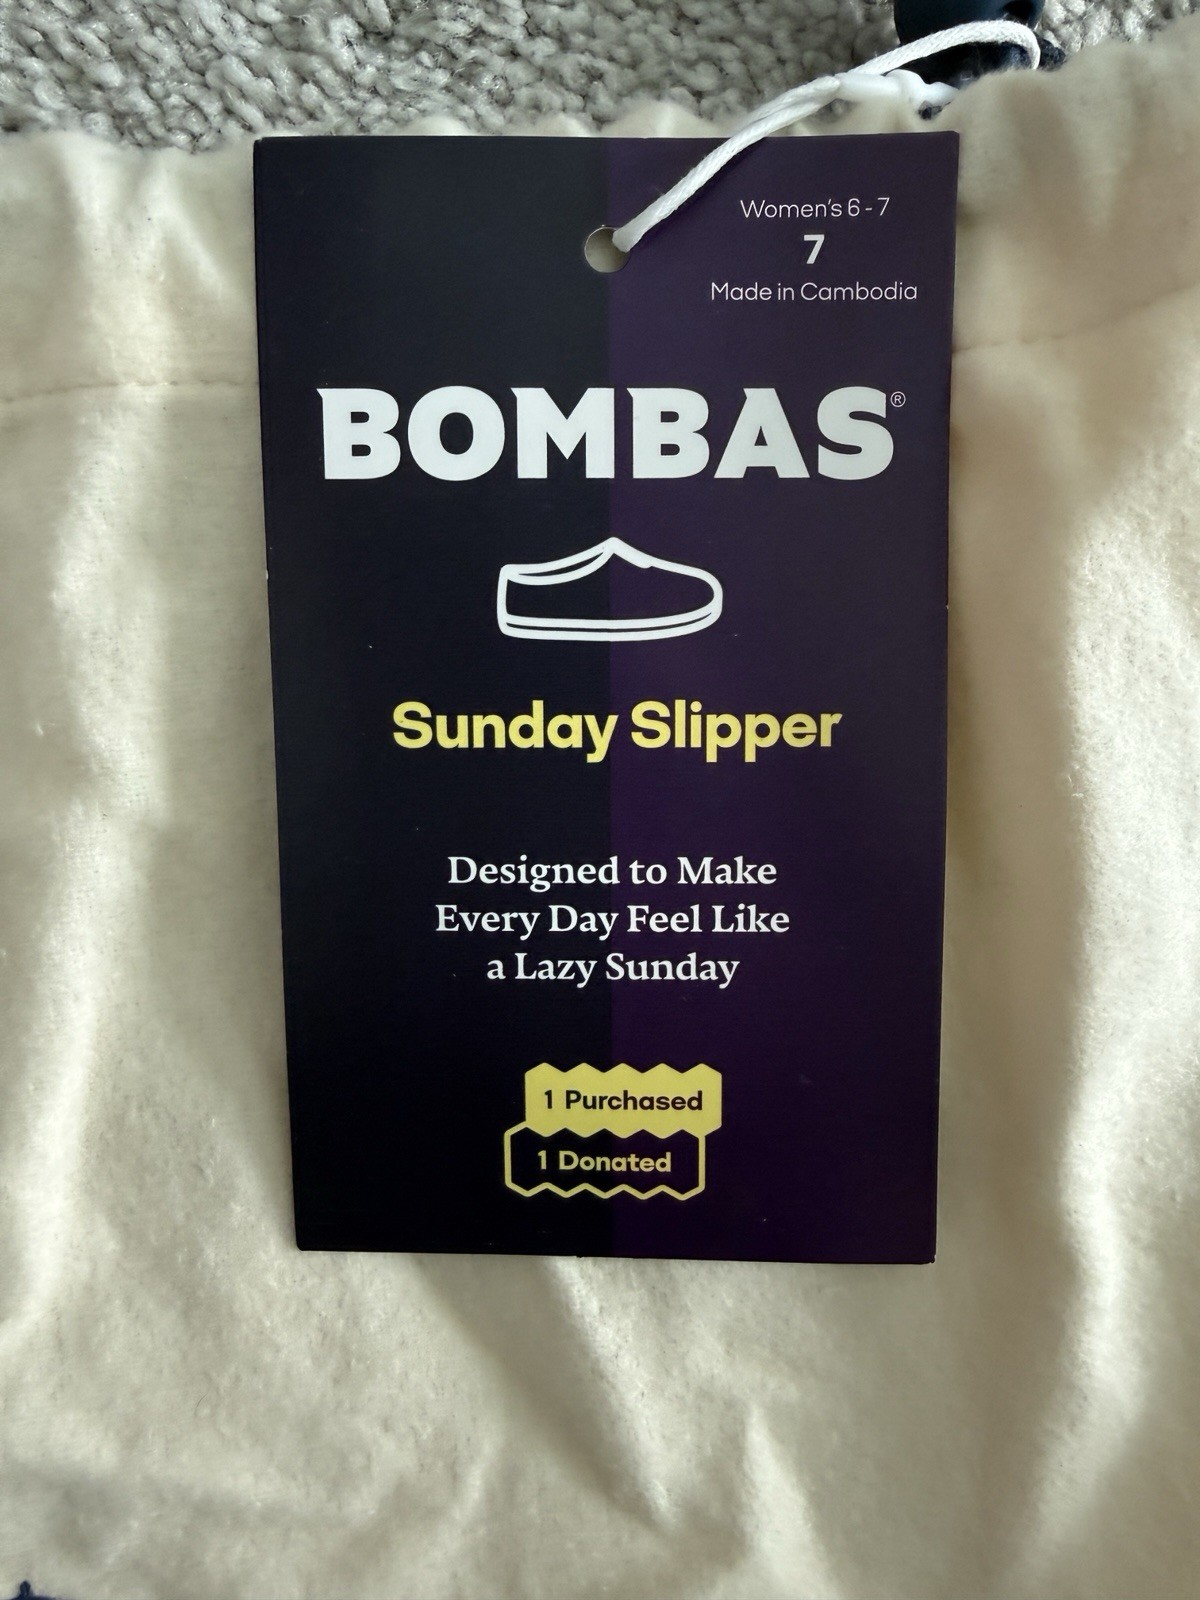 Women's 6 - 7
7
Made in Cambodia
BOMBAS®
Sunday Slipper
Designed to Make
Every Day Feel Like
a Lazy Sunday
1 Purchased
1 Donated